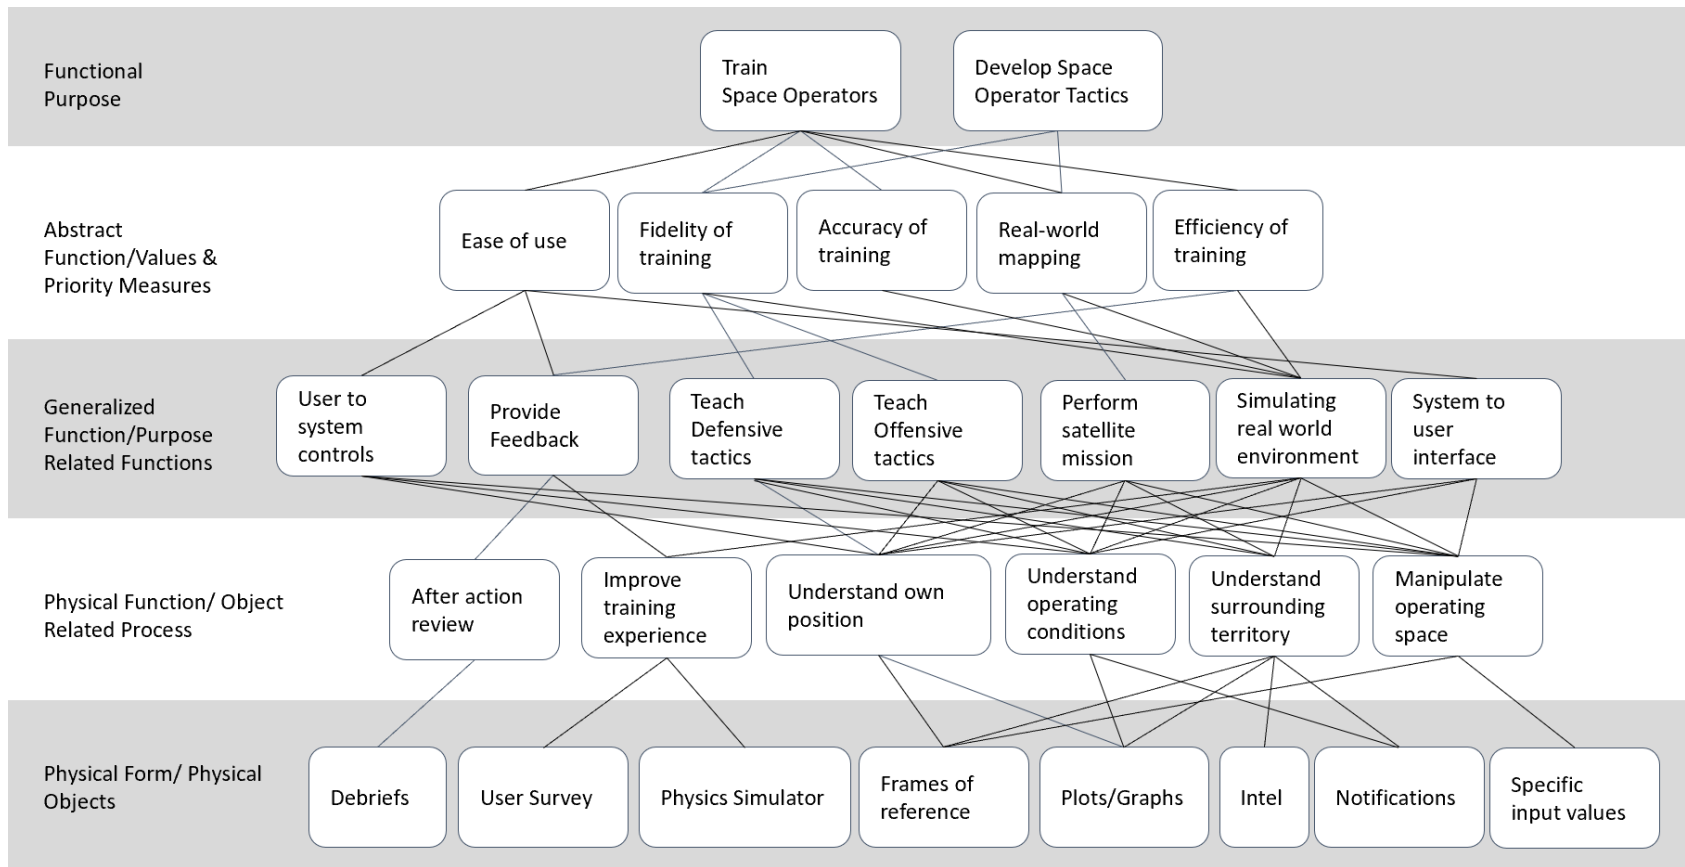 Functional
Purpose
Train
Space Operators
Develop Space
Operator Tactics
Abstract
Function/Values &
Priority Measures
Ease of use
Fidelity of
training
Accuracy of
training
Real-world
mapping
Efficiency of
training
Generalized
Function/Purpose
Related Functions
User to
system
controls
Provide
Feedback
Teach
Defensive
tactics
Teach
Offensive
tactics
Perform
satellite
mission
Simulating
real world
environment
System to
user
interface
Physical Function/ Object
Related Process
After action
review
Improve
training
experience
Understand own
position
Understand
operating
conditions
Understand
surrounding
territory
Manipulate
operating
space
Physical Form/ Physical
Objects
Debriefs
User Survey
Physics Simulator
Frames of
reference
Plots/Graphs
Intel
Notifications
Specific
input values